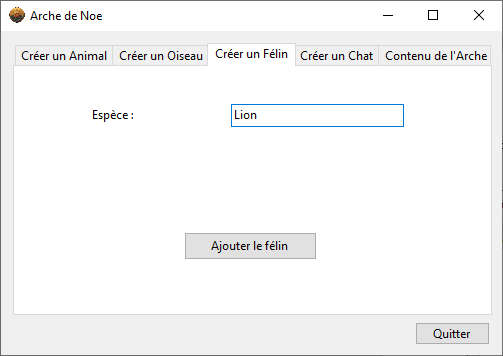 Arche de Noe
Créer un Animal Créer un Oiseau Créer un Félin Créer un Chat Contenu de l'Arche
Espèce : Lion
Ajouter le félin
Quitter